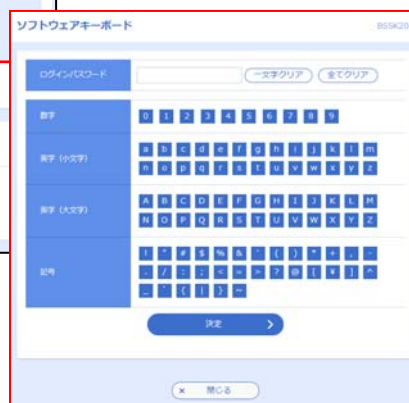 ソフトウェアキーボード
BSSK20
ログインパスワード
一文字クリア 全てクリア
数字
0 1 2 3 4 5 6 7 8 9
英字 (小文字)
a b c d e f g h i j k l m
n o p q r s t u v w x y z
英字 (大文字)
A B C D E F G H I J K L M
N O P Q R S T U V W X Y Z
記号
! " # $ % & ' ( ) * + , -
. / : ; < = > ? @ [ ¥ ] ^
_ ` { | } ~
決定
× 閉じる